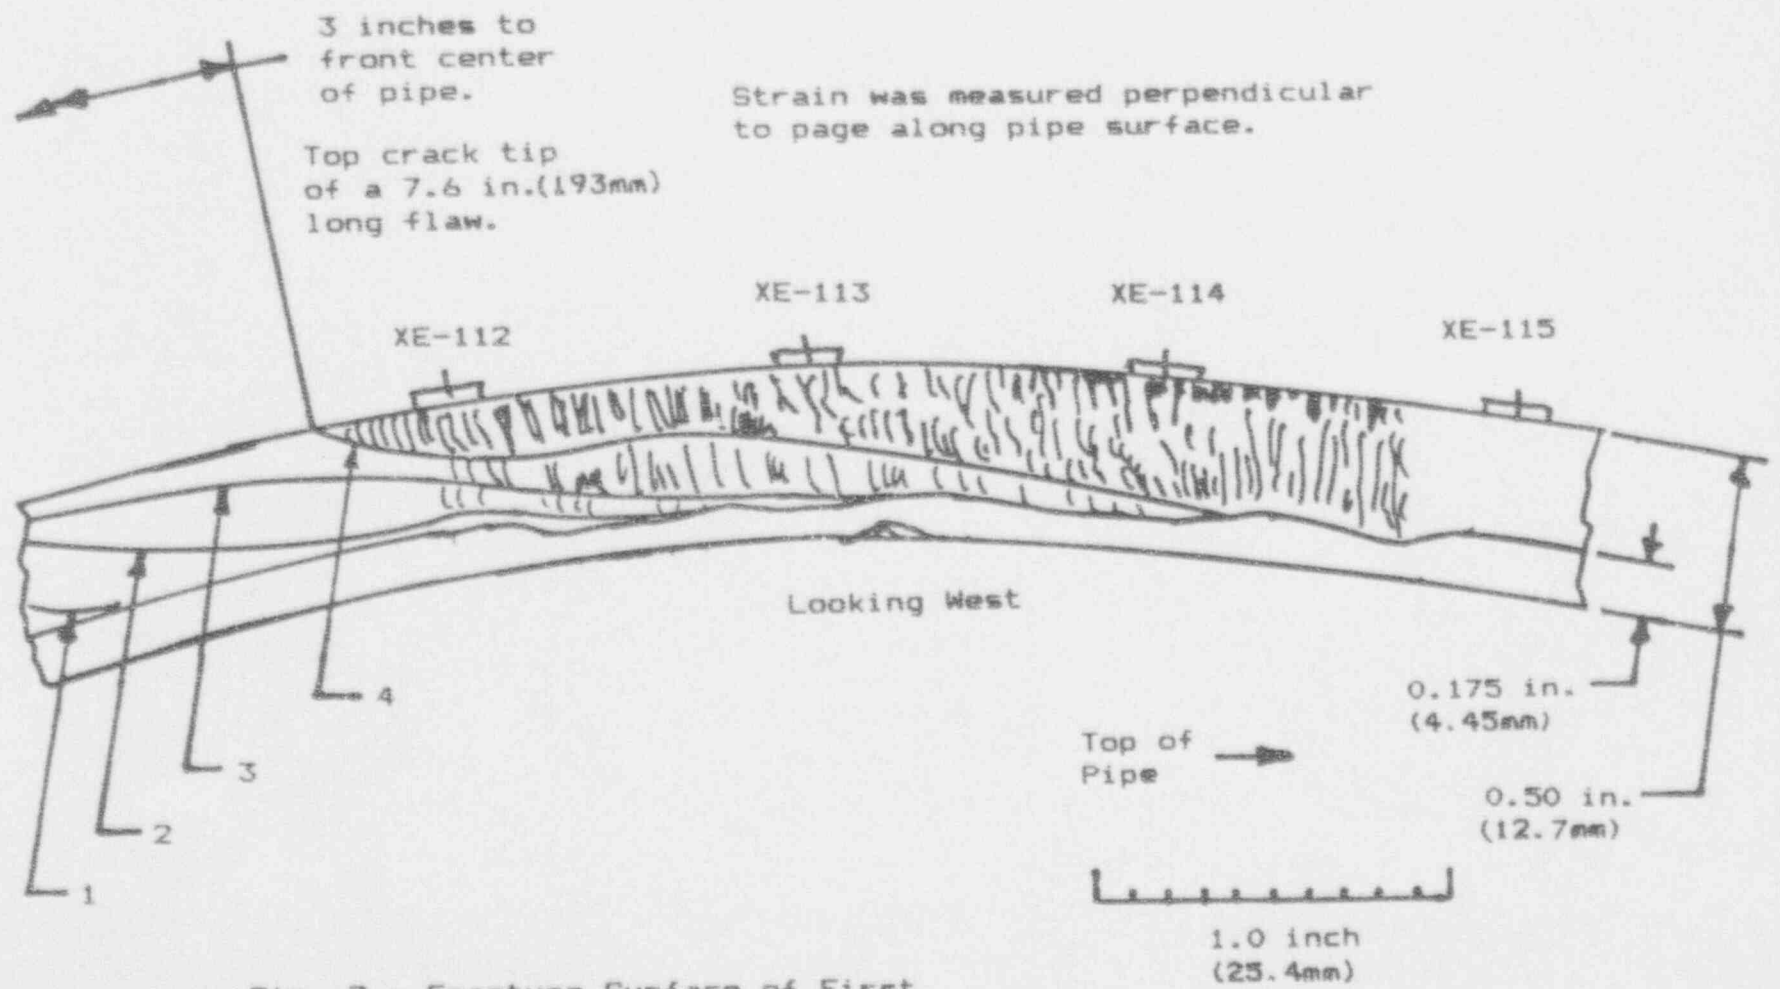 3 inches to
front center
of pipe.
Strain was measured perpendicular
to page along pipe surface.
Top crack tip
of a 7.6 in.(193mm)
long flaw.
XE-112
XE-113
XE-114
XE-115
Looking West
4
3
2
1
0.175 in.
(4.45mm)
Top of
Pipe
0.50 in.
(12.7mm)
1.0 inch
(25.4mm)
Surface of First